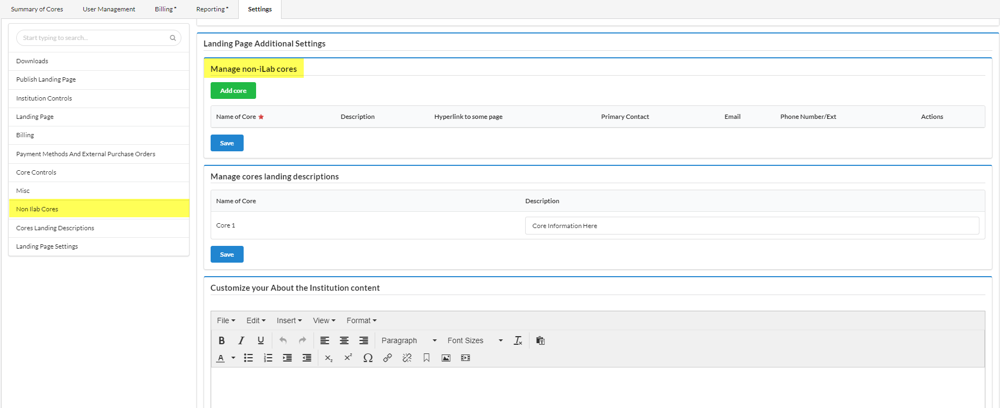 Summary of Cores User Management Billing * Reporting * Settings
Start typing to search...
Downloads
Publish Landing Page
Institution Controls
Landing Page
Billing
Payment Methods And External Purchase Orders
Core Controls
Misc
Non Ilab Cores
Cores Landing Descriptions
Landing Page Settings
Landing Page Additional Settings
Manage non-iLab cores
Add core
Name of Core Description Hyperlink to some page Primary Contact Email Phone Number/Ext Actions
Save
Manage cores landing descriptions
Name of Core Description
Core 1 Core Information Here
Save
Customize your About the Institution content
File Edit Insert View Format
B I U Paragraph Font Sizes